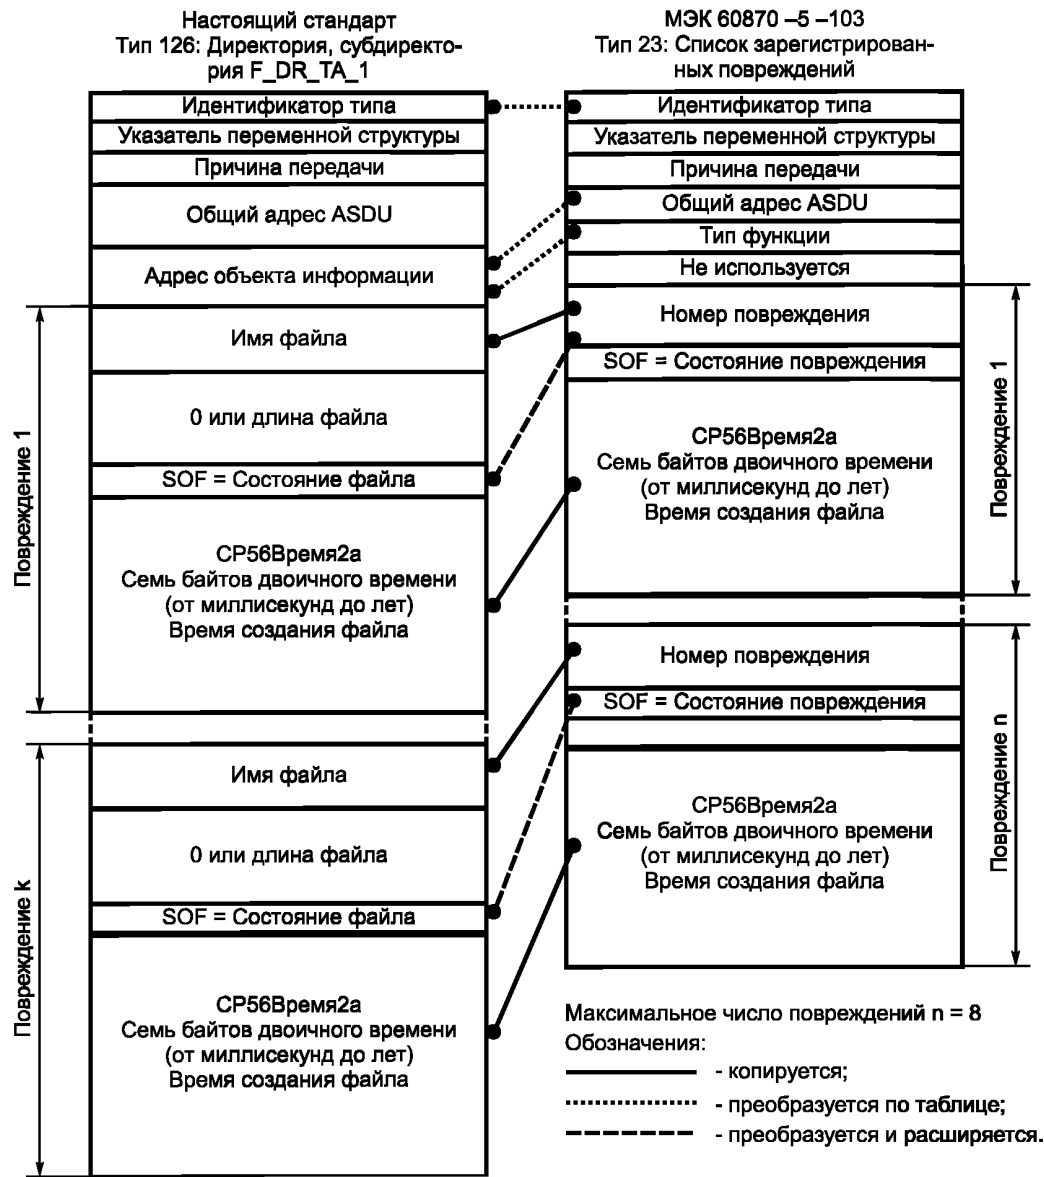 Настоящий стандарт
Тип 126: Директория, субдиректо-
рия F_DR_TA_1
Идентификатор типа
Указатель переменной структуры
Причина передачи
Общий адрес ASDU
Адрес объекта информации
Повреждение 1
Имя файла
0 или длина файла
SOF = Состояние файла
СР56Время2а
Семь байтов двоичного времени
(от миллисекунд до лет)
Время создания файла
Повреждение k
Имя файла
0 или длина файла
SOF = Состояние файла
СР56Время2а
Семь байтов двоичного времени
(от миллисекунд до лет)
Время создания файла
МЭК 60870 –5 –103
Тип 23: Список зарегистрирован-
ных повреждений
Идентификатор типа
Указатель переменной структуры
Причина передачи
Общий адрес ASDU
Тип функции
Не используется
Номер повреждения
SOF = Состояние повреждения
СР56Время2а
Семь байтов двоичного времени
(от миллисекунд до лет)
Время создания файла
Повреждение 1
Номер повреждения
SOF = Состояние повреждения
СР56Время2а
Семь байтов двоичного времени
(от миллисекунд до лет)
Время создания файла
Повреждение n
Максимальное число повреждений n = 8
Обозначения:
- копируется;
- преобразуется по таблице;
- преобразуется и расширяется.